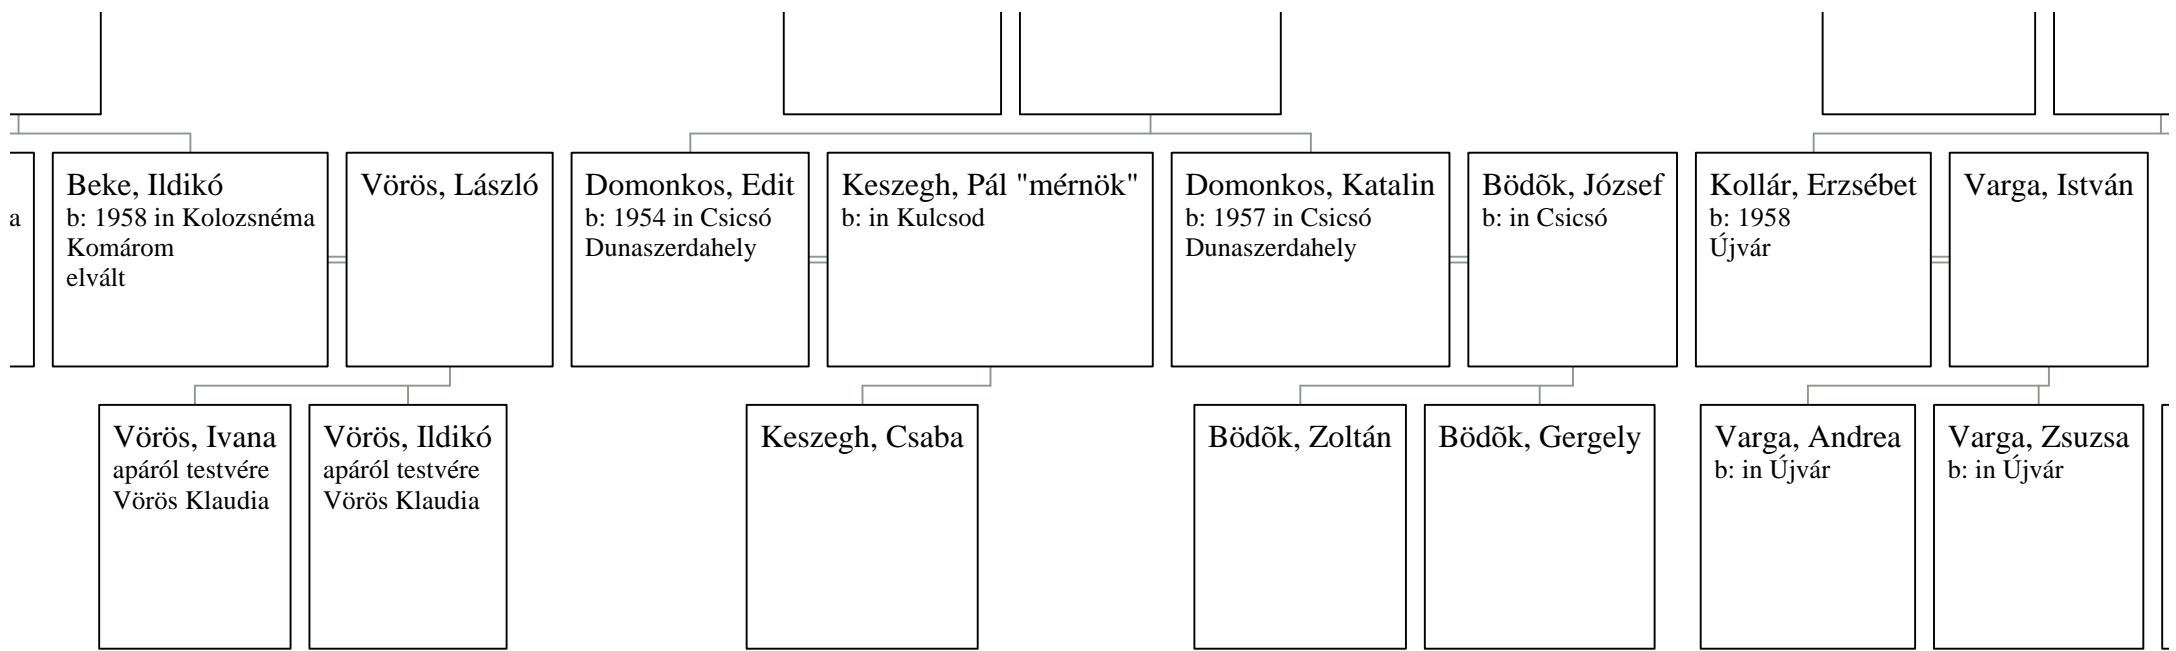 a
Beke, Ildikó
b: 1958 in Kolozsnéma
Komárom
elvált
Vörös, László
Domonkos, Edit
b: 1954 in Csicsó
Dunaszerdahely
Keszegh, Pál "mérnök"
b: in Kulcsod
Domonkos, Katalin
b: 1957 in Csicsó
Dunaszerdahely
Bödõk, József
b: in Csicsó
Kollár, Erzsébet
b: 1958
Újvár
Varga, István
Vörös, Ivana
apáról testvére
Vörös Klaudia
Vörös, Ildikó
apáról testvére
Vörös Klaudia
Keszegh, Csaba
Bödõk, Zoltán
Bödõk, Gergely
Varga, Andrea
b: in Újvár
Varga, Zsuzsa
b: in Újvár